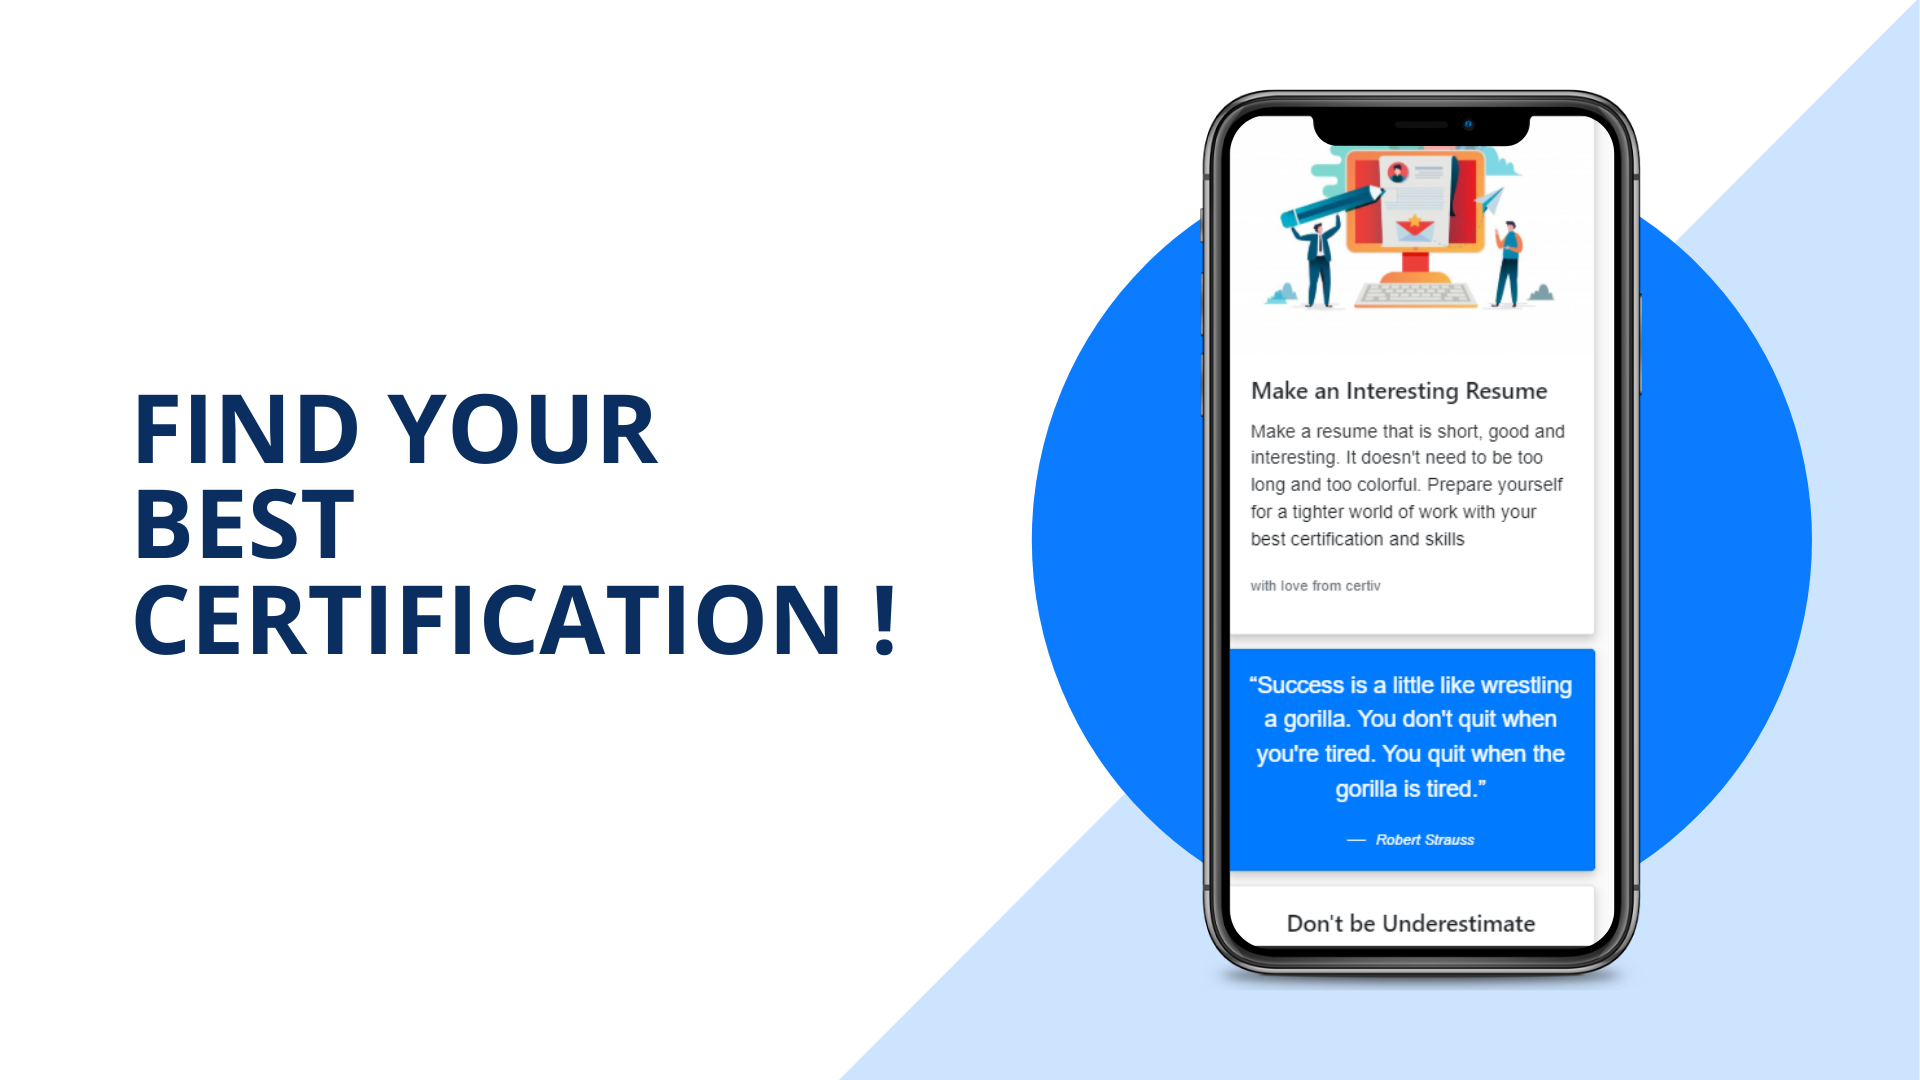 FIND YOUR
BEST
CERTIFICATION !
Make an Interesting Resume
Make a resume that is short, good and
interesting. It doesn't need to be too
long and too colorful. Prepare yourself
for a tighter world of work with your
best certification and skills
with love from certiv
“Success is a little like wrestling
a gorilla. You don't quit when
you're tired. You quit when the
gorilla is tired.”
— Robert Strauss
Don't be Underestimate